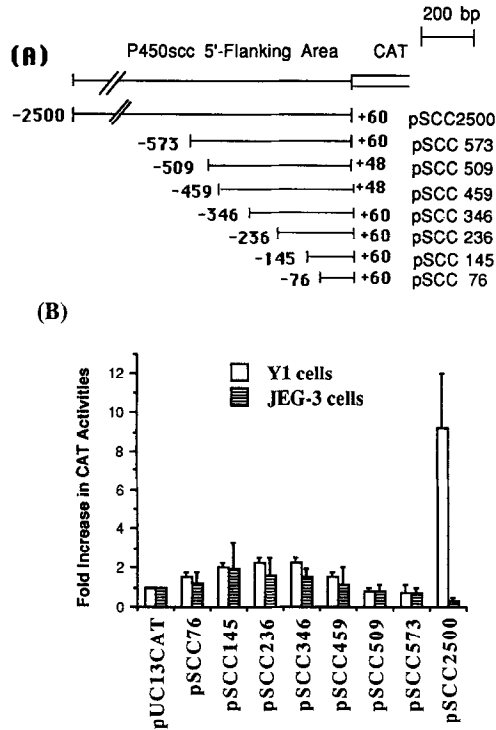 200 bp
(A)
P450scc 5'-Flanking Area CAT
-2500 +60 pSCC2500
-573 +60 pSCC 573
-509 +48 pSCC 509
-459 +48 pSCC 459
-346 +60 pSCC 346
-236 +60 pSCC 236
-145 +60 pSCC 145
-76 +60 pSCC 76
(B)
Fold Increase in CAT Activities
12
10
8
6
4
2
0
Y1 cells
JEG-3 cells
pUC13CAT
pSCC76
pSCC145
pSCC236
pSCC346
pSCC459
pSCC509
pSCC573
pSCC2500